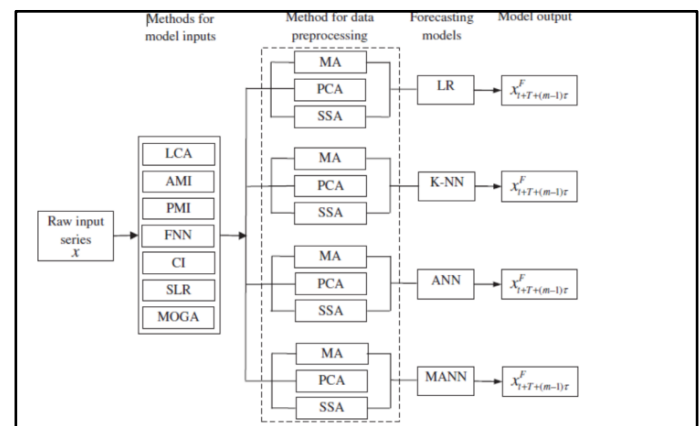 Methods for
model inputs
Method for data
preprocessing
Forecasting
models
Model output
Raw input
series
x
LCA
AMI
PMI
FNN
CI
SLR
MOGA
MA
PCA
SSA
LR
X^F_{t+T+(m-1)τ}
MA
PCA
SSA
K-NN
X^F_{t+T+(m-1)τ}
MA
PCA
SSA
ANN
X^F_{t+T+(m-1)τ}
MA
PCA
SSA
MANN
X^F_{t+T+(m-1)τ}